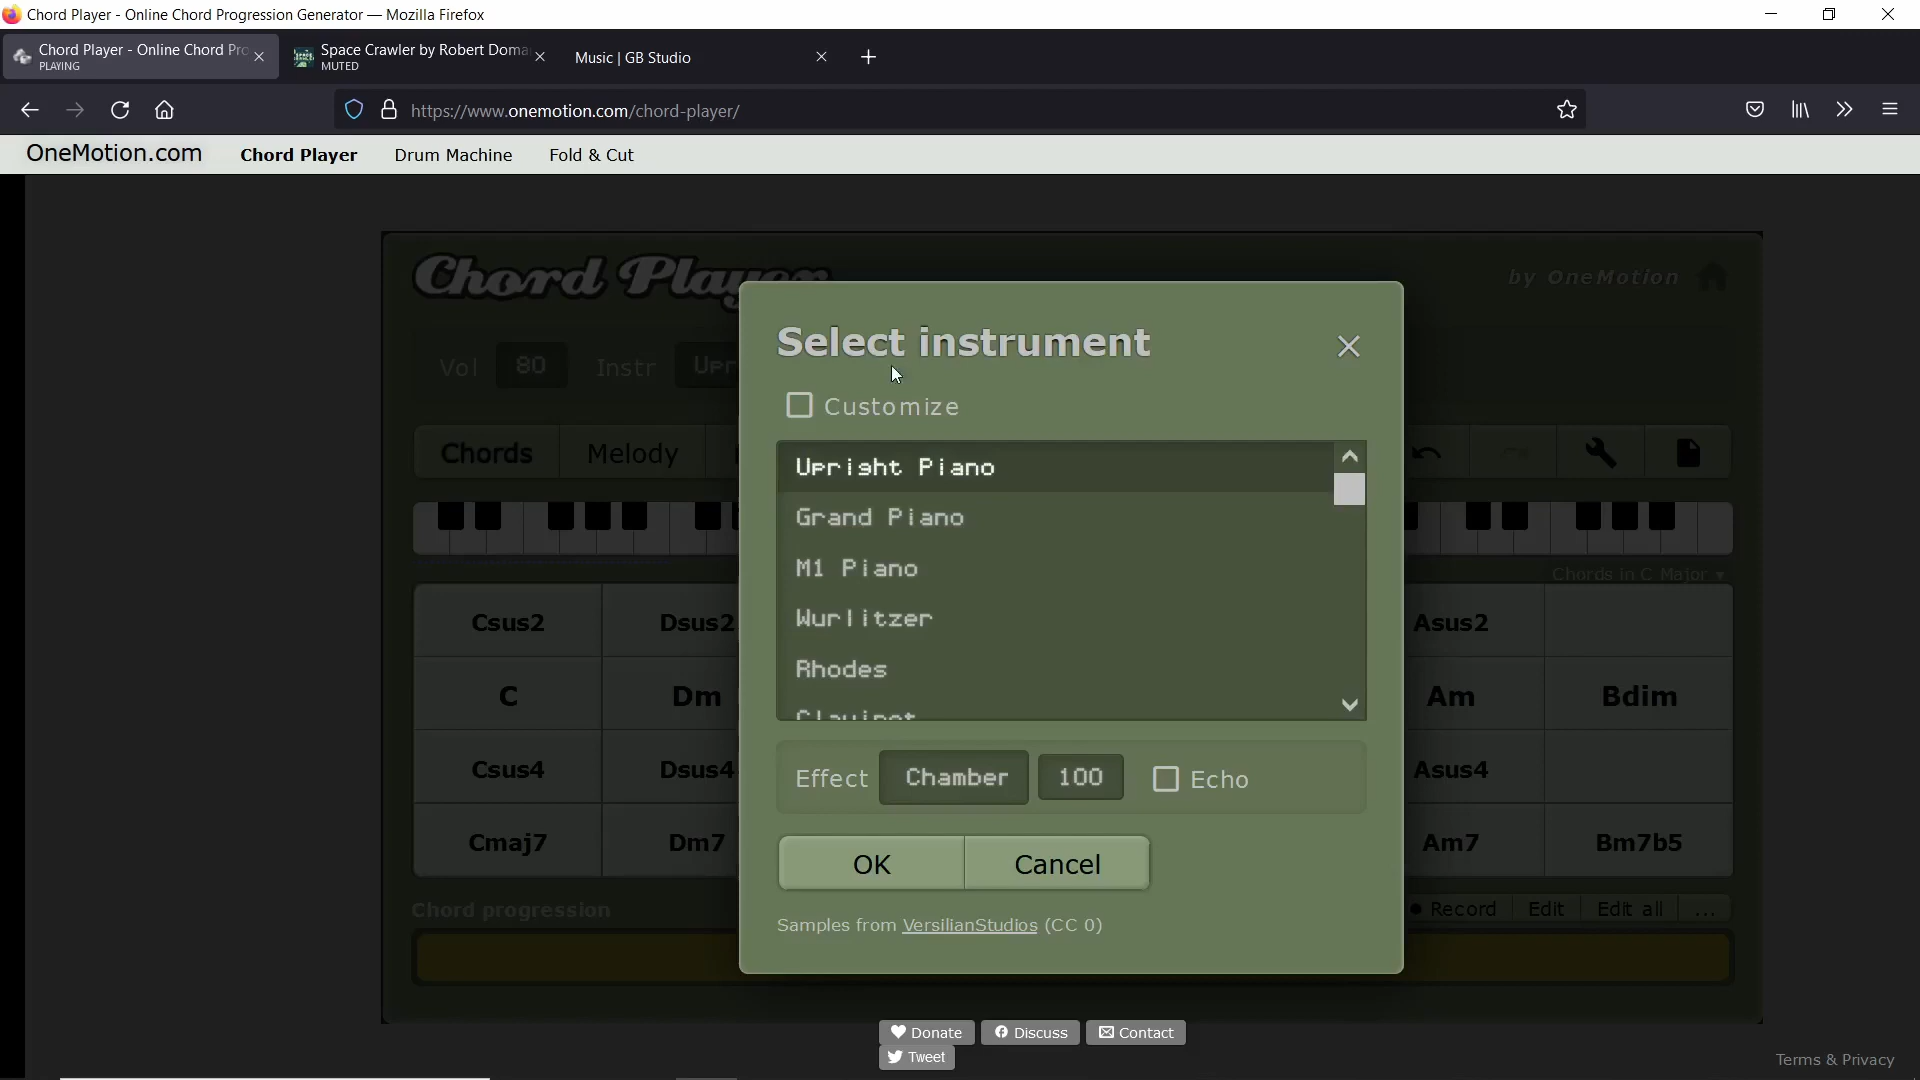 Chord Player - Online Chord Progression Generator — Mozilla Firefox
Chord Player - Online Chord Pro
PLAYING
Space Crawler by Robert Doma
MUTED
Music | GB Studio
https://www.onemotion.com/chord-player/
OneMotion.com Chord Player Drum Machine Fold & Cut
Chord Player
by OneMotion
Select instrument
Vol 80 Instr Upr
Customize
Chords Melody
Upright Piano
Grand Piano
M1 Piano
Wurlitzer
Rhodes
Clavinet
Chords in C Major
Csus2 Dsus2 Asus2
C Dm Am Bdim
Csus4 Dsus4 Asus4
Cmaj7 Dm7 Am7 Bm7b5
Effect Chamber 100 Echo
OK Cancel
Samples from VersilianStudios (CC 0)
Chord progression
Record Edit Edit all ...
Donate Discuss Contact
Tweet
Terms & Privacy